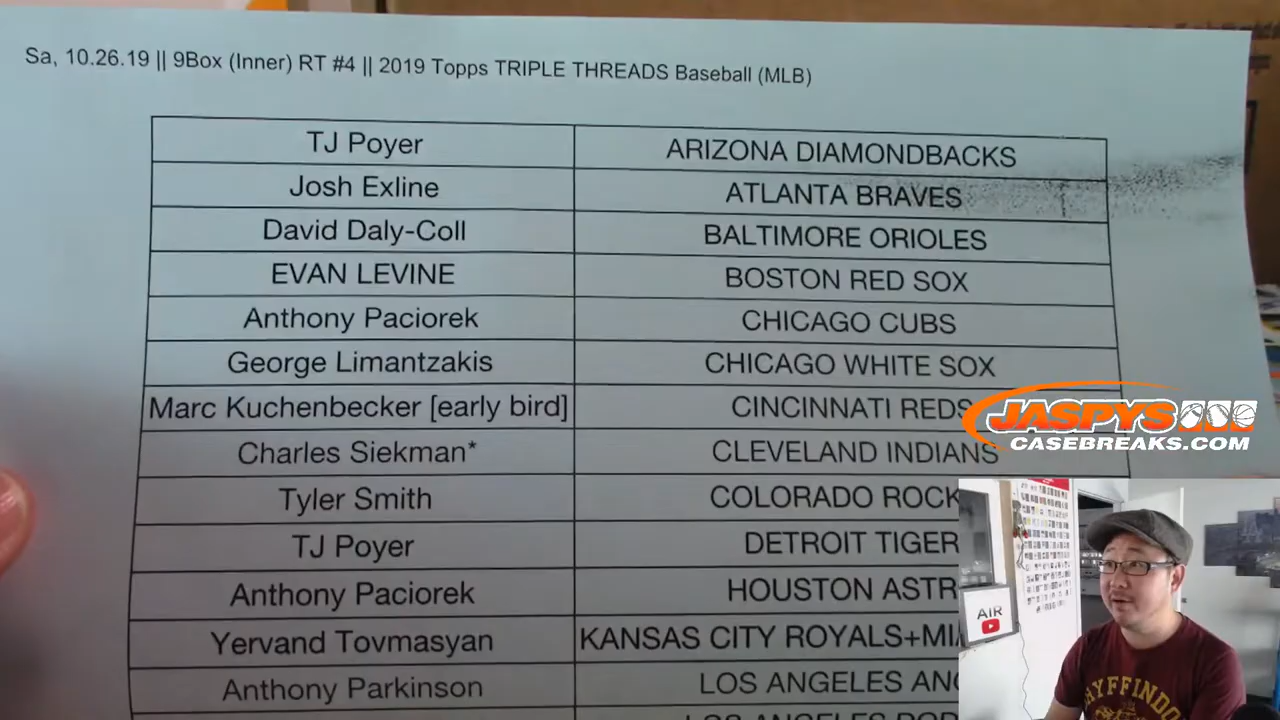 Sa, 10.26.19 || 9Box (Inner) RT #4 || 2019 Topps TRIPLE THREADS Baseball (MLB)
TJ Poyer ARIZONA DIAMONDBACKS
Josh Exline ATLANTA BRAVES
David Daly-Coll BALTIMORE ORIOLES
EVAN LEVINE BOSTON RED SOX
Anthony Paciorek CHICAGO CUBS
George Limantzakis CHICAGO WHITE SOX
Marc Kuchenbecker [early bird] CINCINNATI REDS
Charles Siekman* CLEVELAND INDIANS
Tyler Smith COLORADO ROCK
TJ Poyer DETROIT TIGER
Anthony Paciorek HOUSTON ASTR
Yervand Tovmasyan KANSAS CITY ROYALS+MI
Anthony Parkinson LOS ANGELES AN
LOS ANGELES
JASPYS
CASEBREAKS.COM
AIR
RYFFINDO